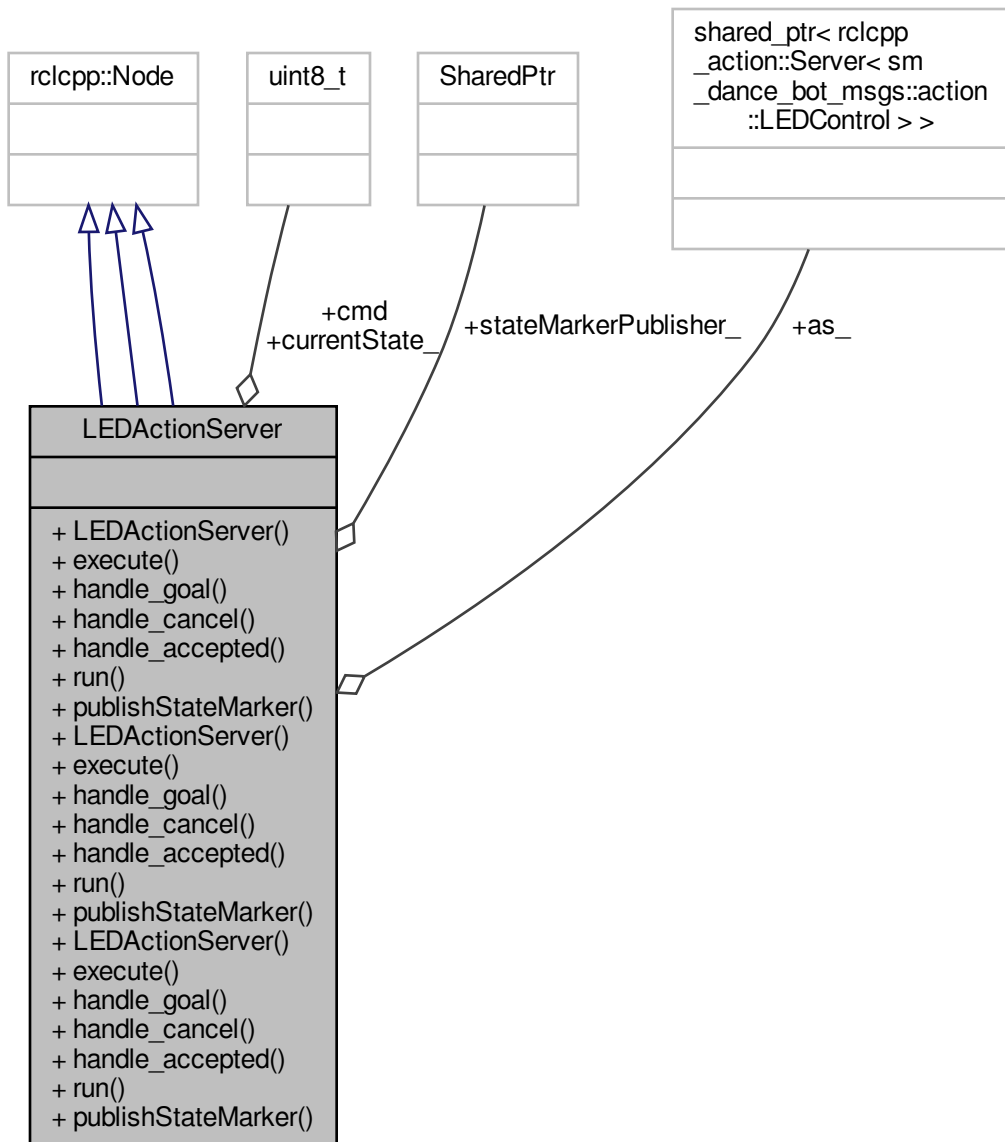 rclcpp::Node
uint8_t
SharedPtr
shared_ptr< rclcpp
_action::Server< sm
_dance_bot_msgs::action
::LEDControl > >
+cmd
+currentState_
+stateMarkerPublisher_
+as_
LEDActionServer
+ LEDActionServer()
+ execute()
+ handle_goal()
+ handle_cancel()
+ handle_accepted()
+ run()
+ publishStateMarker()
+ LEDActionServer()
+ execute()
+ handle_goal()
+ handle_cancel()
+ handle_accepted()
+ run()
+ publishStateMarker()
+ LEDActionServer()
+ execute()
+ handle_goal()
+ handle_cancel()
+ handle_accepted()
+ run()
+ publishStateMarker()